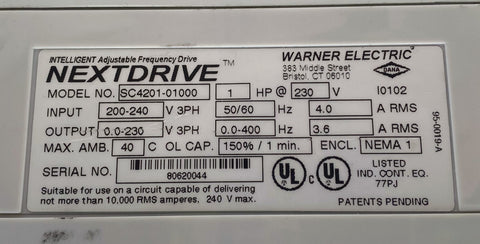 INTELLIGENT Adjustable Frequency Drive
NEXTDRIVE™
WARNER ELECTRIC®
383 Middle Street
Bristol, CT 06010
DANA
MODEL NO. SC4201-01000 1 HP @ 230 V I0102
INPUT 200-240 V 3PH 50/60 Hz 4.0 A RMS
OUTPUT 0.0-230 V 3PH 0.0-400 Hz 3.6 A RMS
MAX. AMB. 40 C OL CAP. 150% / 1 min. ENCL. NEMA 1
SERIAL NO. 80620044
UL C UL LISTED
IND. CONT. EQ.
77PJ
Suitable for use on a circuit capable of delivering
not more than 10,000 RMS amperes, 240 V max.
PATENTS PENDING
95-0019-A